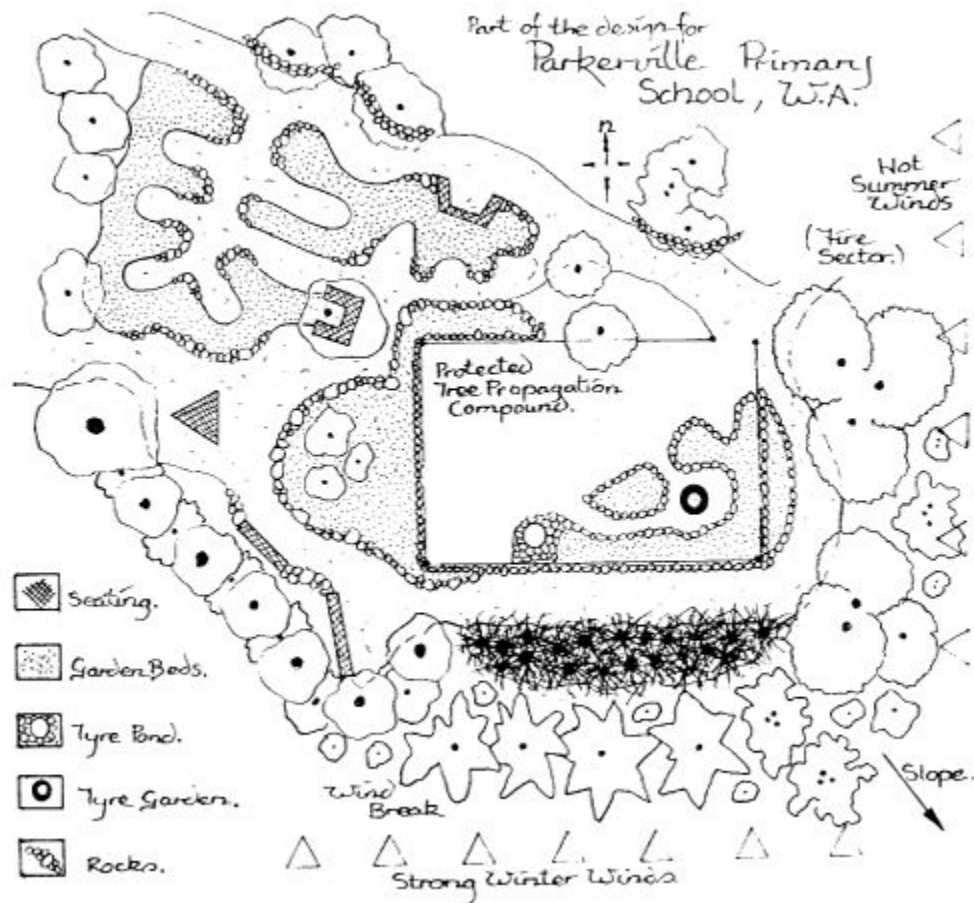 Part of the design for
Parkerville Primary
School, W.A.
n
Hot
Summer
Winds
(Fire
Sector.)
Protected
Tree Propagation
Compound.
Seating.
Garden Beds.
Tyre Pond.
Tyre Garden.
Rocks.
Wind
Break
Slope.
Strong Winter Winds